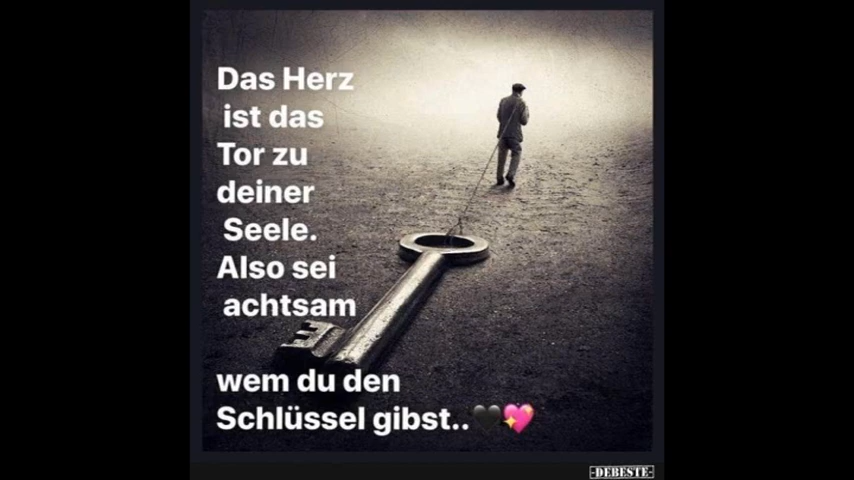 Das Herz
ist das
Tor zu
deiner
Seele.
Also sei
achtsam
wem du den
Schlüssel gibst..🖤💖
-DEBESTE-